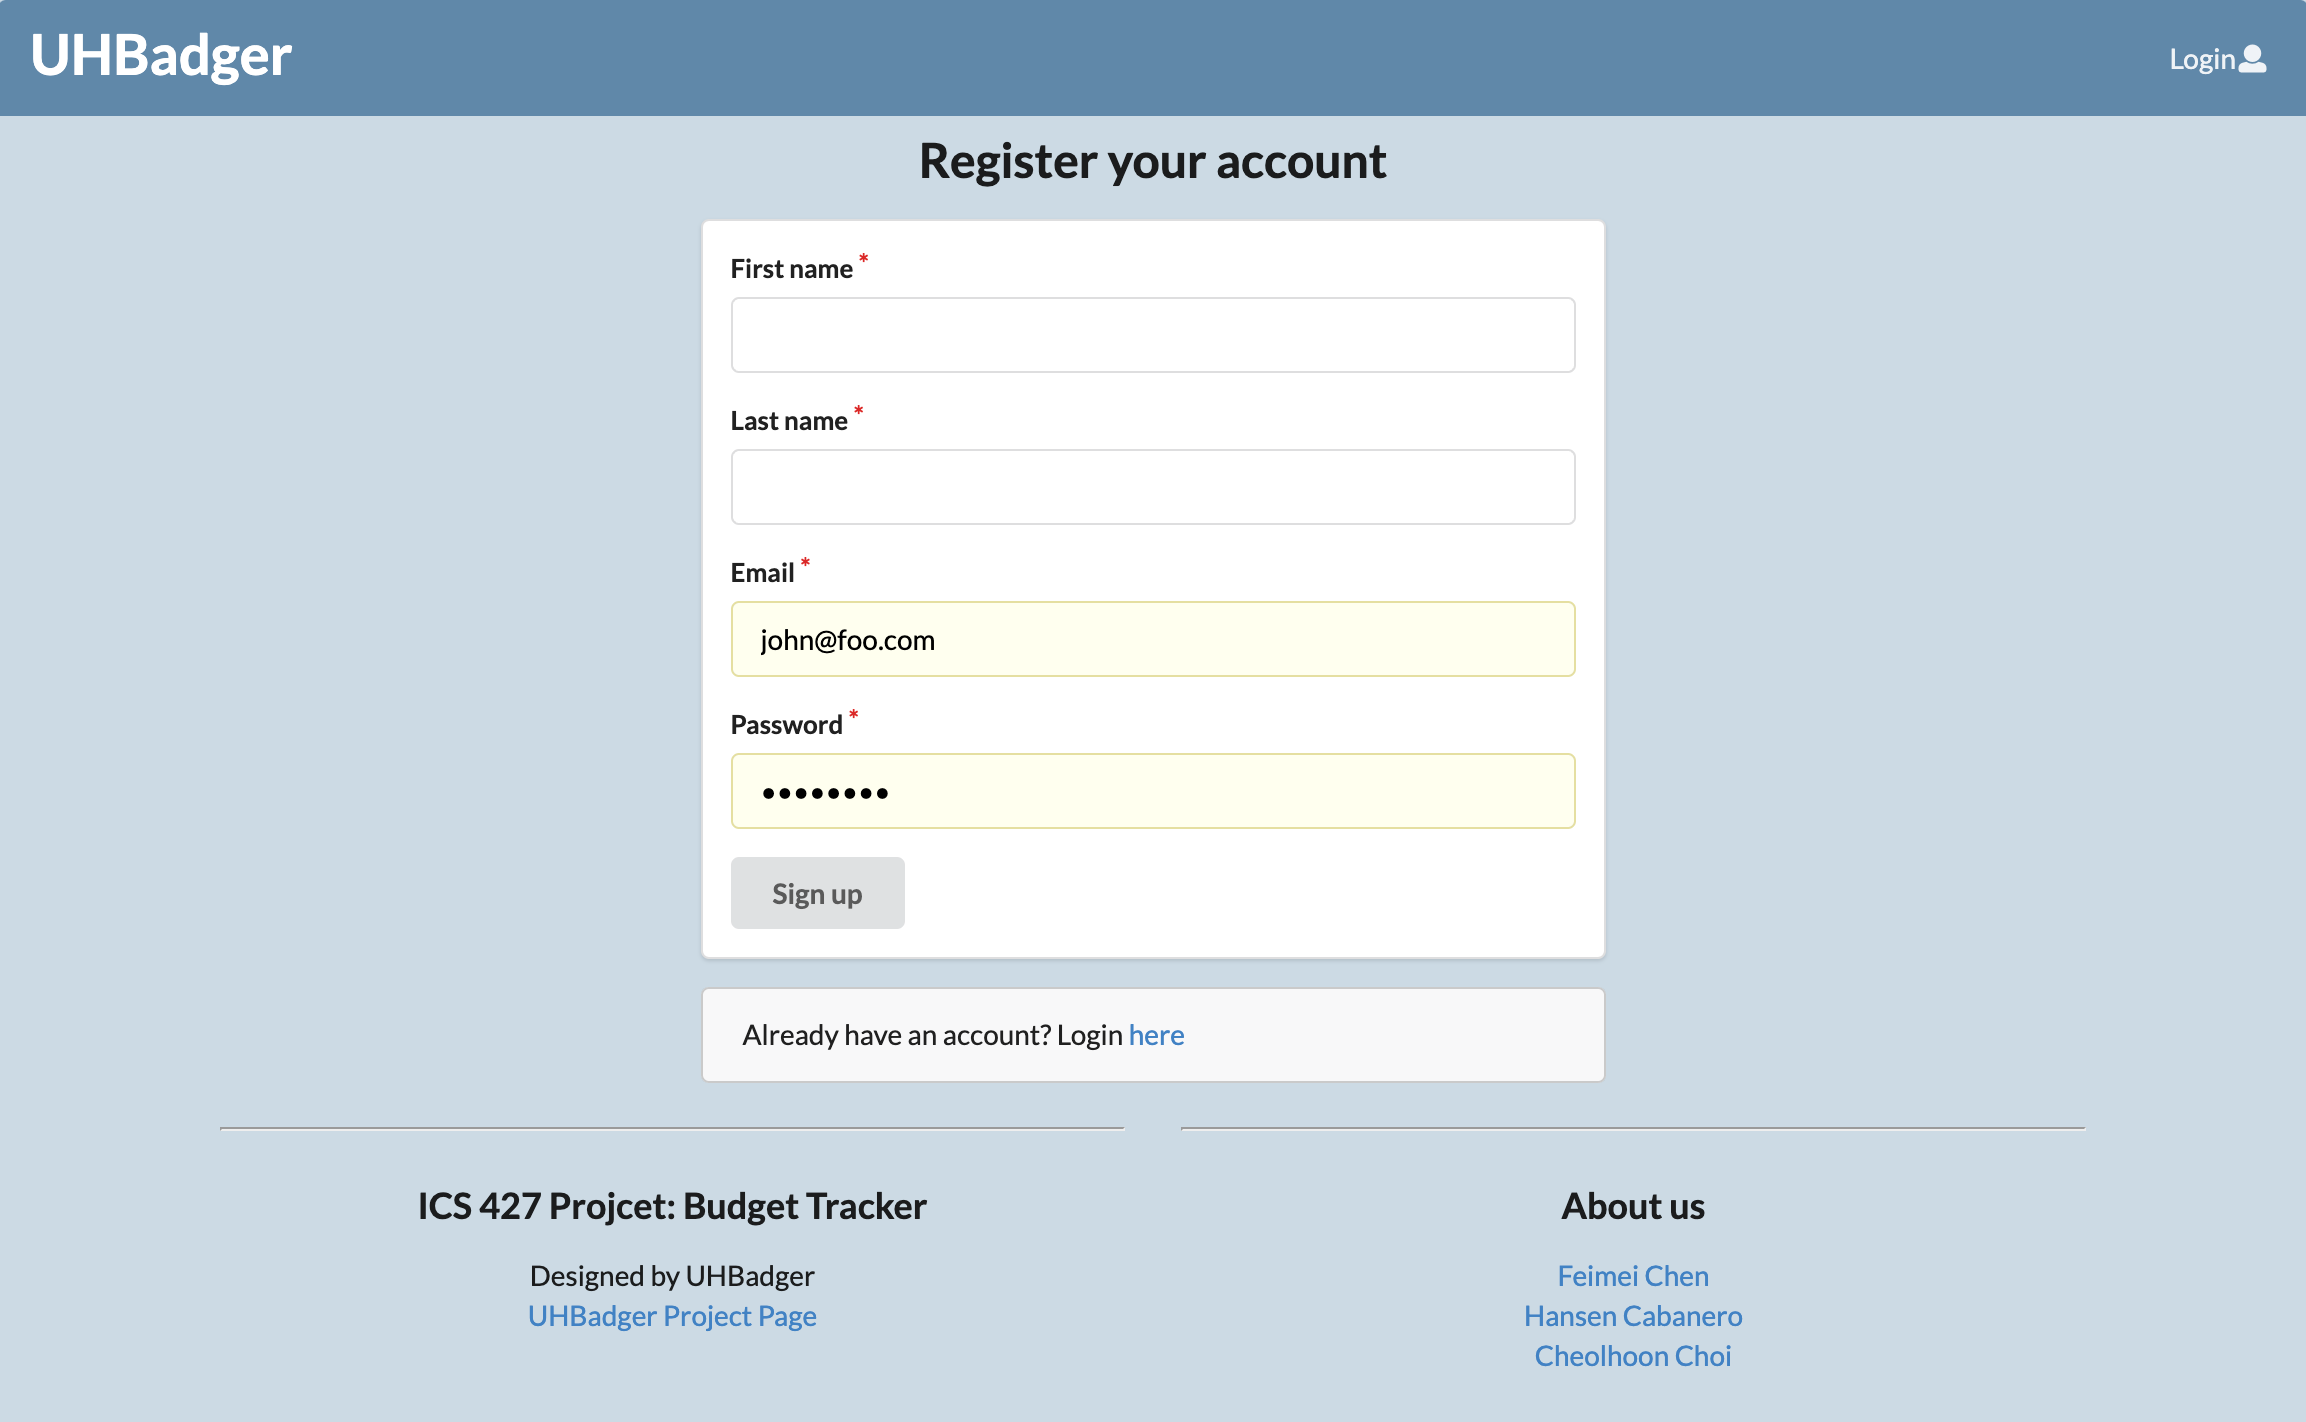 UHBadger
Login
Register your account
First name *
Last name *
Email *
john@foo.com
Password *
••••••••
Sign up
Already have an account? Login here
ICS 427 Projcet: Budget Tracker
Designed by UHBadger
UHBadger Project Page
About us
Feimei Chen
Hansen Cabanero
Cheolhoon Choi